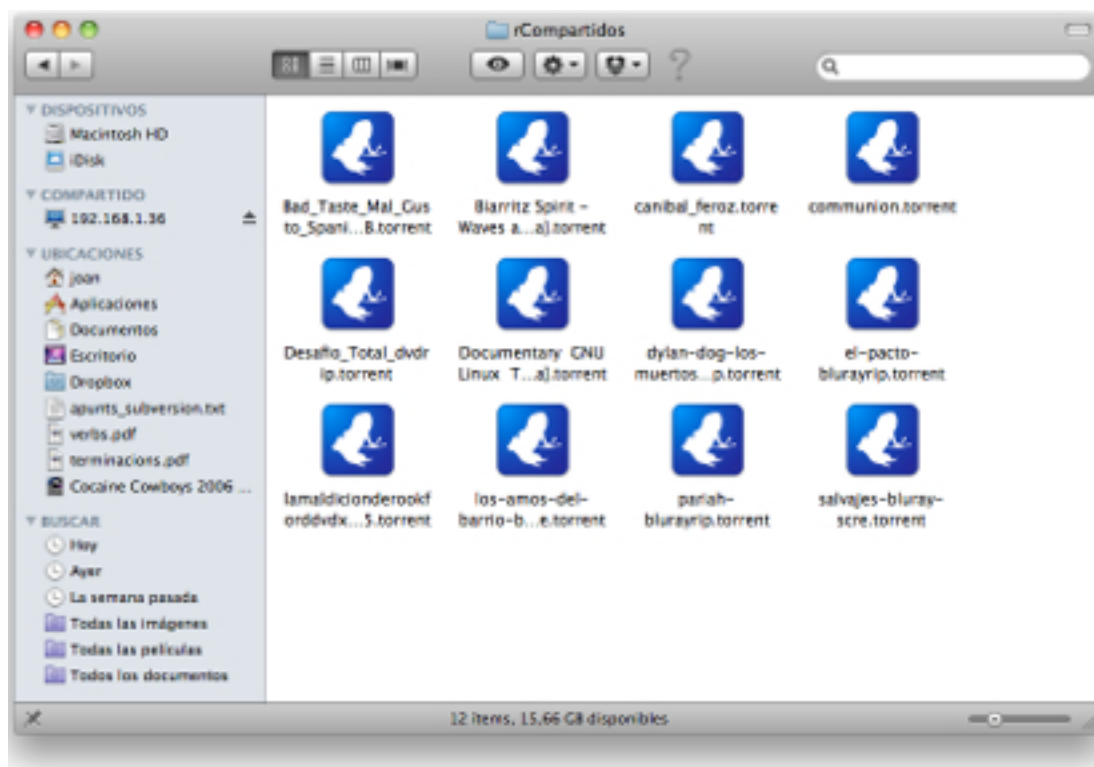 rCompartidos
DISPOSITIVOS
Macintosh HD
iDisk
COMPARTIDO
192.168.1.36
UBICACIONES
joan
Aplicaciones
Documentos
Escritorio
Dropbox
apunts_subversion.txt
verbs.pdf
terminacions.pdf
Cocaine Cowboys 2006 ...
BUSCAR
Hoy
Ayer
La semana pasada
Todas las imágenes
Todas las películas
Todos los documentos
Bad_Taste_Mal_Gus
to_Spani...B.torrent
Biarritz Spirit -
Waves a...a].torrent
canibal_feroz.torre
nt
communion.torrent
Desafio_Total_dvdr
ip.torrent
Documentary GNU
Linux T...a].torrent
dylan-dog-los-
muertos...p.torrent
el-pacto-
blurayrip.torrent
lamaldicionderookf
orddvdx...5.torrent
los-amos-del-
barrio-b...e.torrent
pariah-
blurayrip.torrent
salvajes-bluray-
scre.torrent
12 items, 15,66 GB disponibles